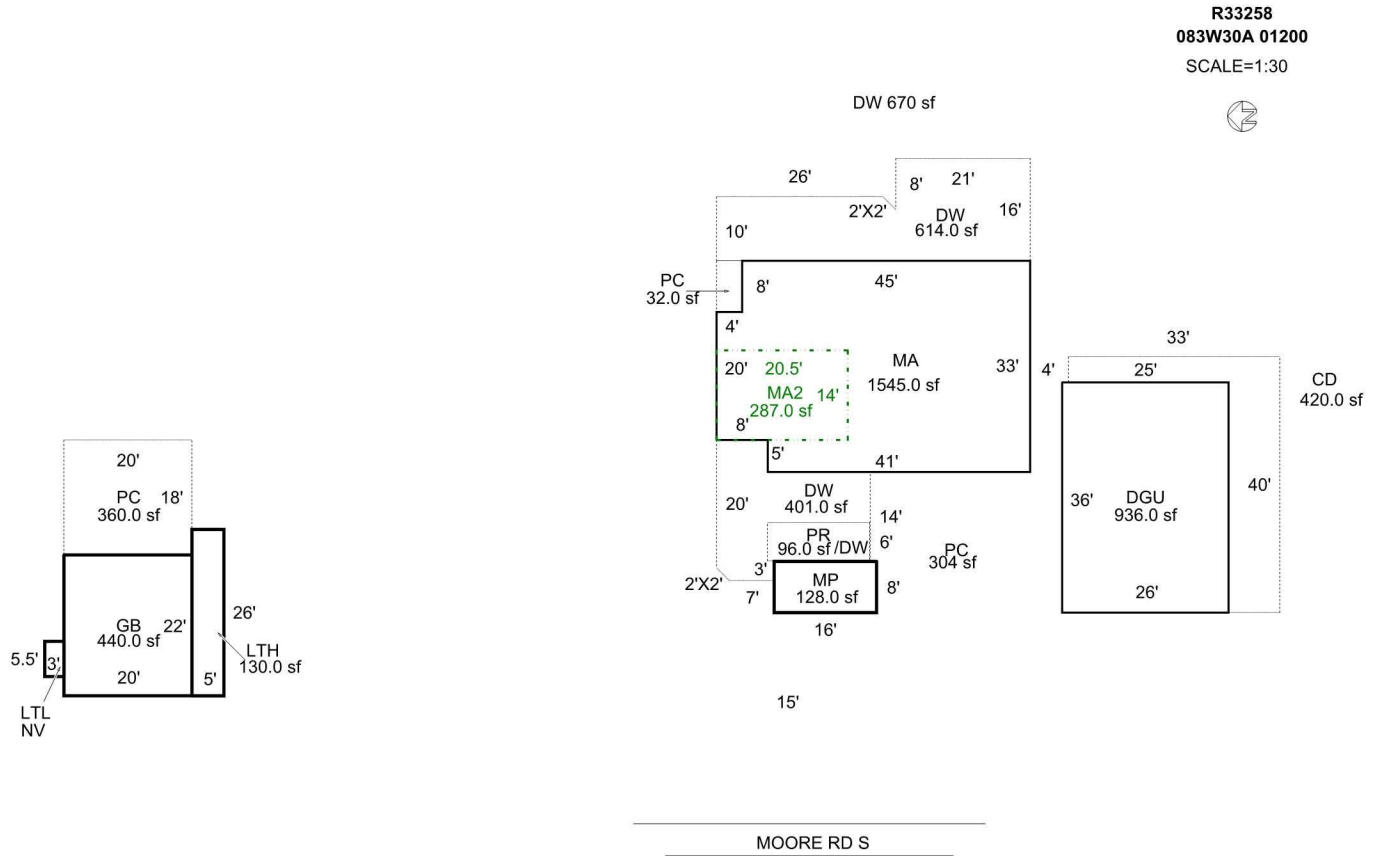 R33258
083W30A 01200
SCALE=1:30
DW 670 sf
26'
8'
21'
2'X2'
DW
614.0 sf
16'
10'
PC
32.0 sf
8'
45'
4'
MA
1545.0 sf
33'
20'
20.5'
MA2
287.0 sf
14'
8'
5'
41'
33'
4'
25'
CD
420.0 sf
36'
DGU
936.0 sf
40'
26'
20'
PC
360.0 sf
18'
20'
DW
401.0 sf
14'
PR
96.0 sf /DW
6'
PC
304 sf
3'
2'X2'
7'
MP
128.0 sf
8'
16'
GB
440.0 sf
22'
26'
5.5'
3'
20'
5'
LTH
130.0 sf
LTL
NV
15'
MOORE RD S